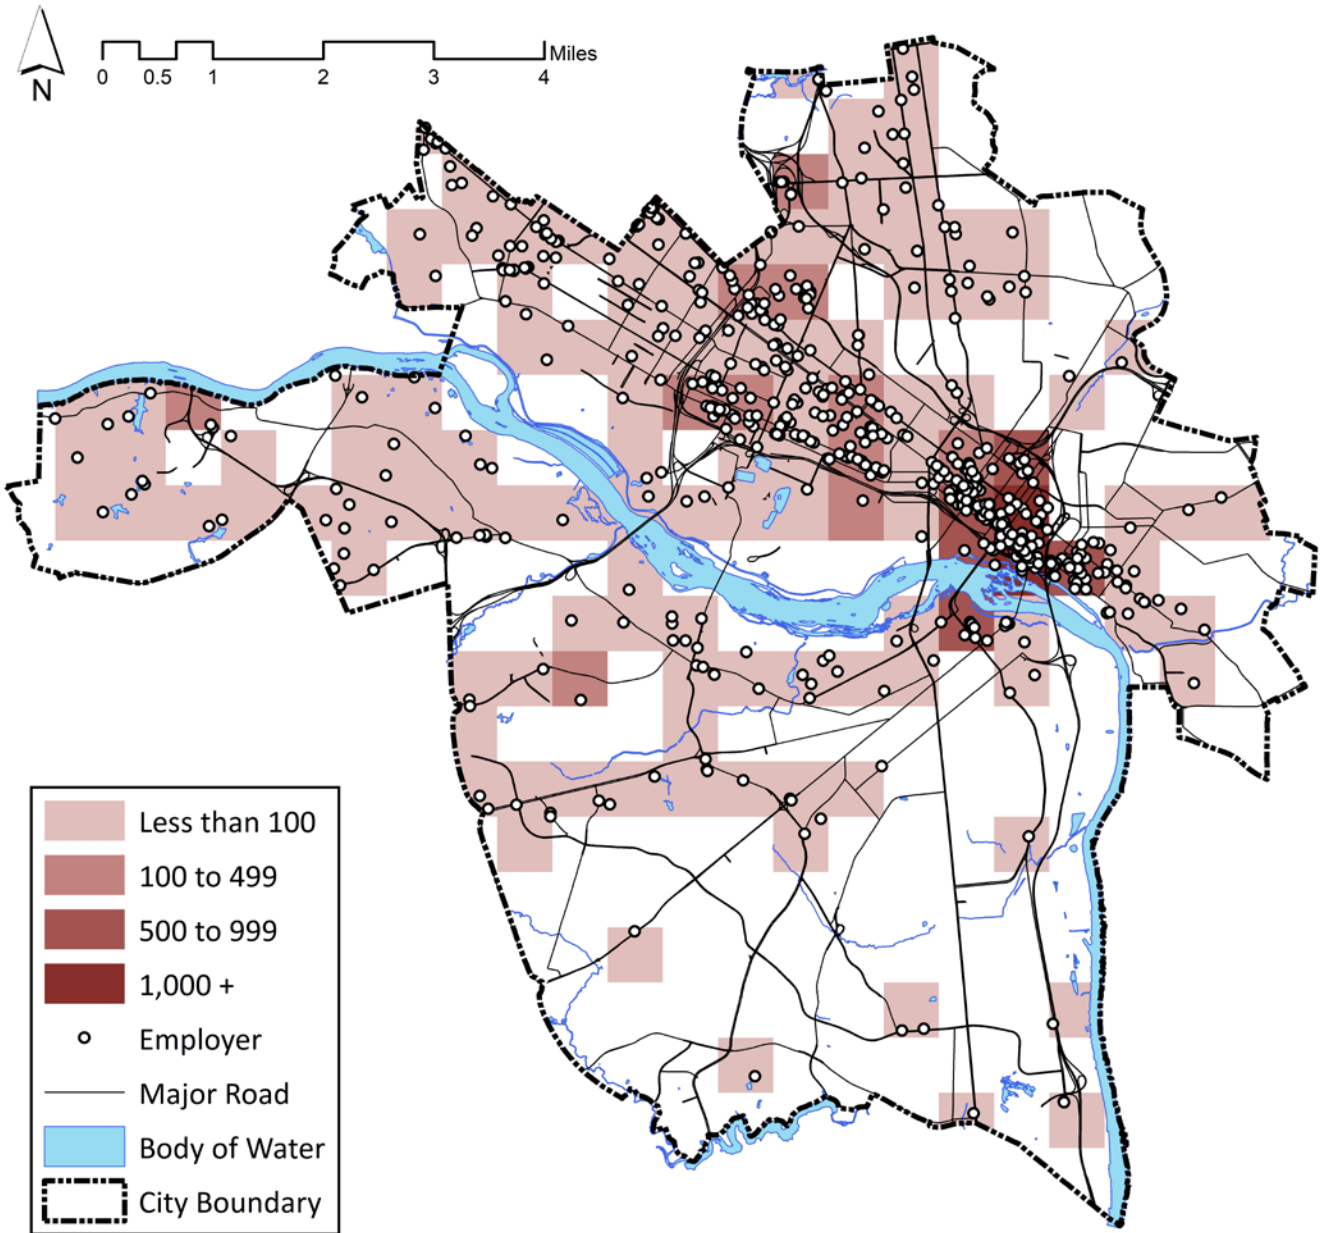 Miles
N
0 0.5 1 2 3 4
Less than 100
100 to 499
500 to 999
1,000 +
Employer
Major Road
Body of Water
City Boundary